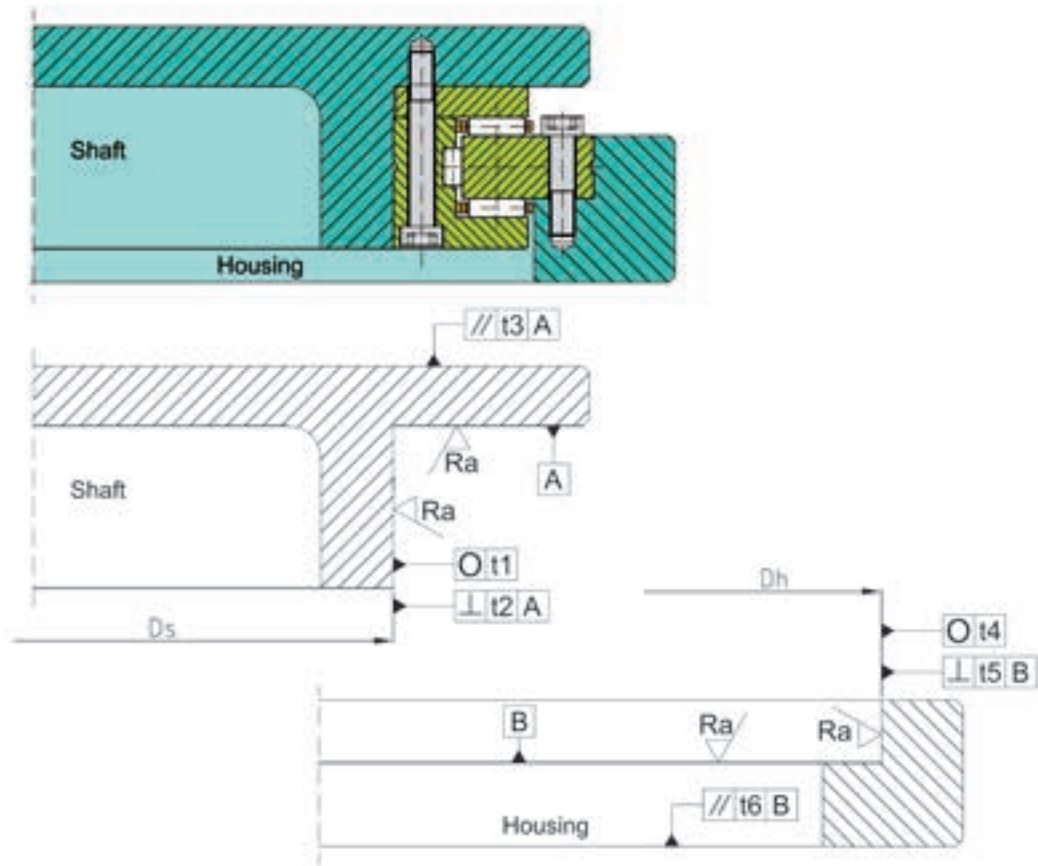 Shaft
Housing
// t3 A
Ra
A
Shaft
Ra
O t1
⊥ t2 A
Ds
Dh
O t4
⊥ t5 B
B
Ra
Ra
// t6 B
Housing